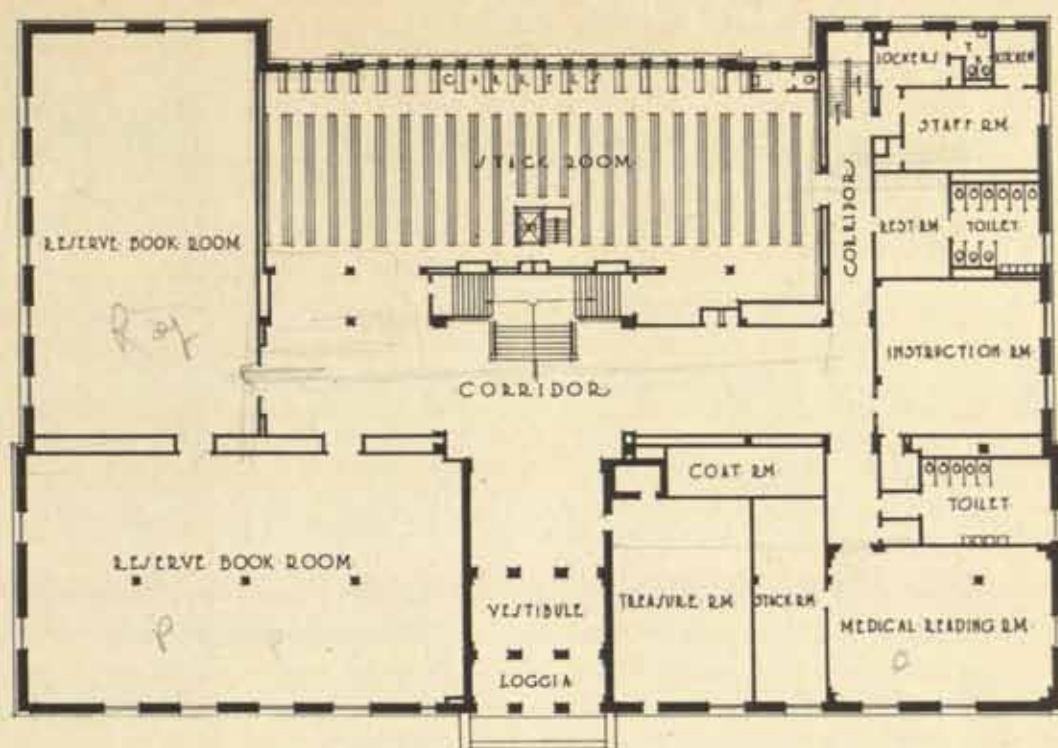 LOCKERS
KITCHEN
CARRELS
STAFF RM.
STACK ROOM
CORRIDOR
REST RM
TOILET
RESERVE BOOK ROOM
INSTRUCTION RM.
CORRIDOR
COAT RM.
TOILET
RESERVE BOOK ROOM
VESTIBULE
TREASURE RM.
STACK RM.
MEDICAL READING RM.
LOGGIA